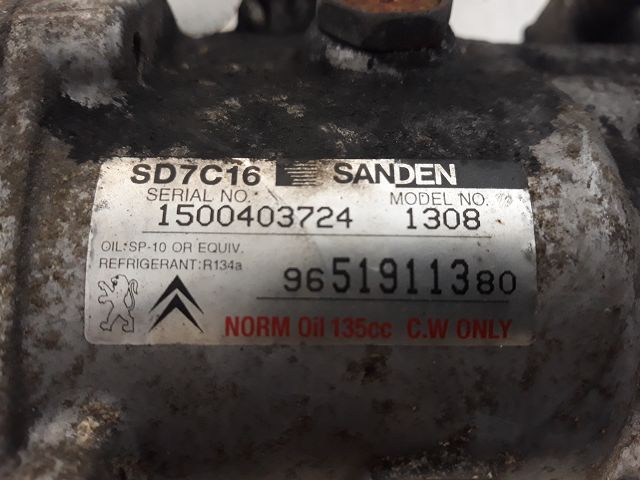 SD7C16 SANDEN
SERIAL NO. MODEL NO.
1500403724 1308
OIL:SP-10 OR EQUIV.
REFRIGERANT:R134a
9651911380
NORM Oil 135cc C.W ONLY